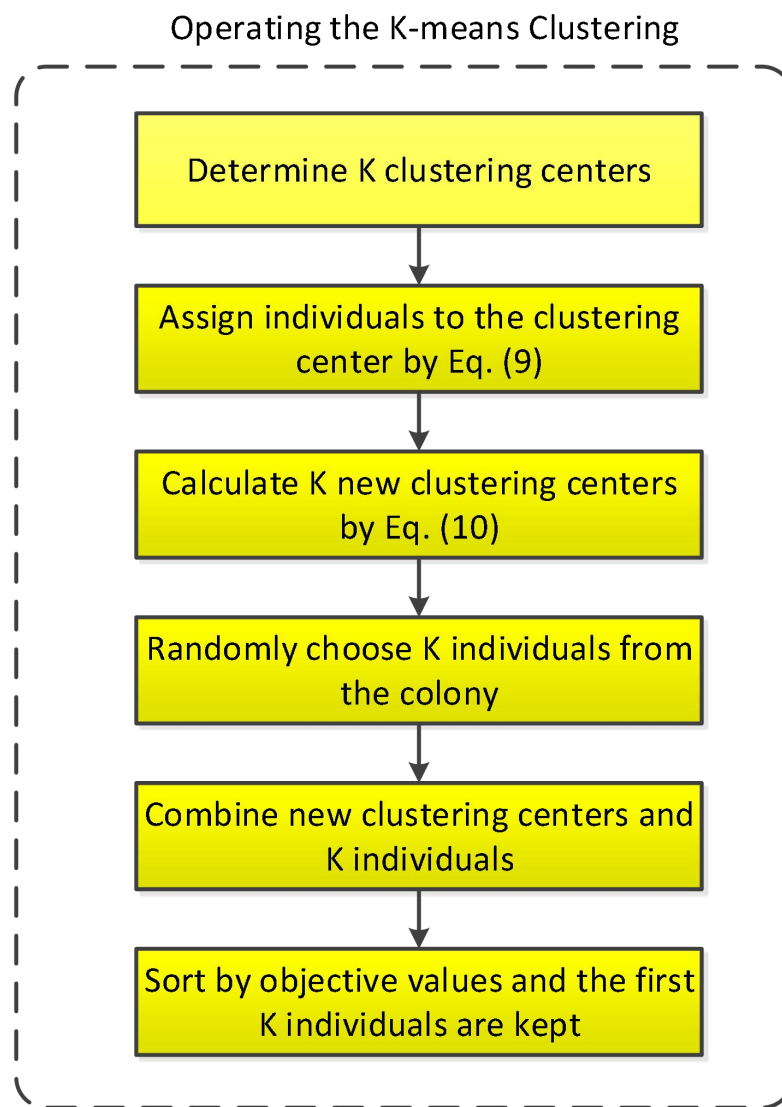 Operating the K-means Clustering
Determine K clustering centers
Assign individuals to the clustering
center by Eq. (9)
Calculate K new clustering centers
by Eq. (10)
Randomly choose K individuals from
the colony
Combine new clustering centers and
K individuals
Sort by objective values and the first
K individuals are kept